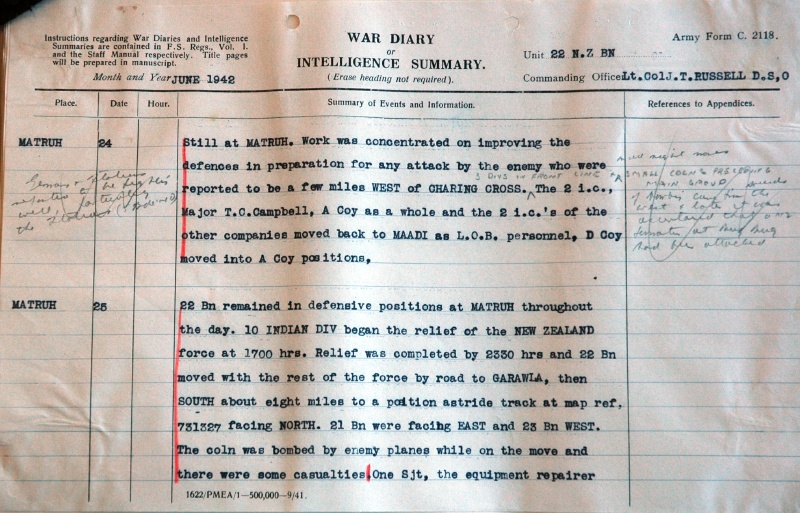 Instructions regarding War Diaries and Intelligence
Summaries are contained in F.S. Regs., Vol. I.
and the Staff Manual respectively. Title pages
will be prepared in manuscript.
Month and Year JUNE 1942
WAR DIARY
or
INTELLIGENCE SUMMARY.
(Erase heading not required).
Army Form C. 2118.
Unit 22 N.Z BN
Commanding Officer Lt.Col J.T.RUSSELL D.S,O
Place. Date Hour. Summary of Events and Information. References to Appendices.
MATRUH 24 Still at MATRUH. Work was concentrated on improving the
defences in preparation for any attack by the enemy who were
3 DIVS IN FRONT LINE
reported to be a few miles WEST of CHARING CROSS. The 2 i.c.,
Major T.C.Campbell, A Coy as a whole and the 2 i.c.'s of the
other companies moved back to MAADI as L.O.B. personnel, D Coy
moved into A Coy positions,
night
SMALL COLNS PRECEDING
MAIN GROUP
it was
that our
at
had been attacked
MATRUH 25 22 Bn remained in defensive positions at MATRUH throughout
the day. 10 INDIAN DIV began the relief of the NEW ZEALAND
force at 1700 hrs. Relief was completed by 2330 hrs and 22 Bn
moved with the rest of the force by road to GARAWLA, then
SOUTH about eight miles to a poition astride track at map ref,
731327 facing NORTH. 21 Bn were facing EAST and 23 Bn WEST.
The coln was bombed by enemy planes while on the move and
there were some casualties. One Sjt, the equipment repairer
1622/PMEA/1—500,000—9/41.